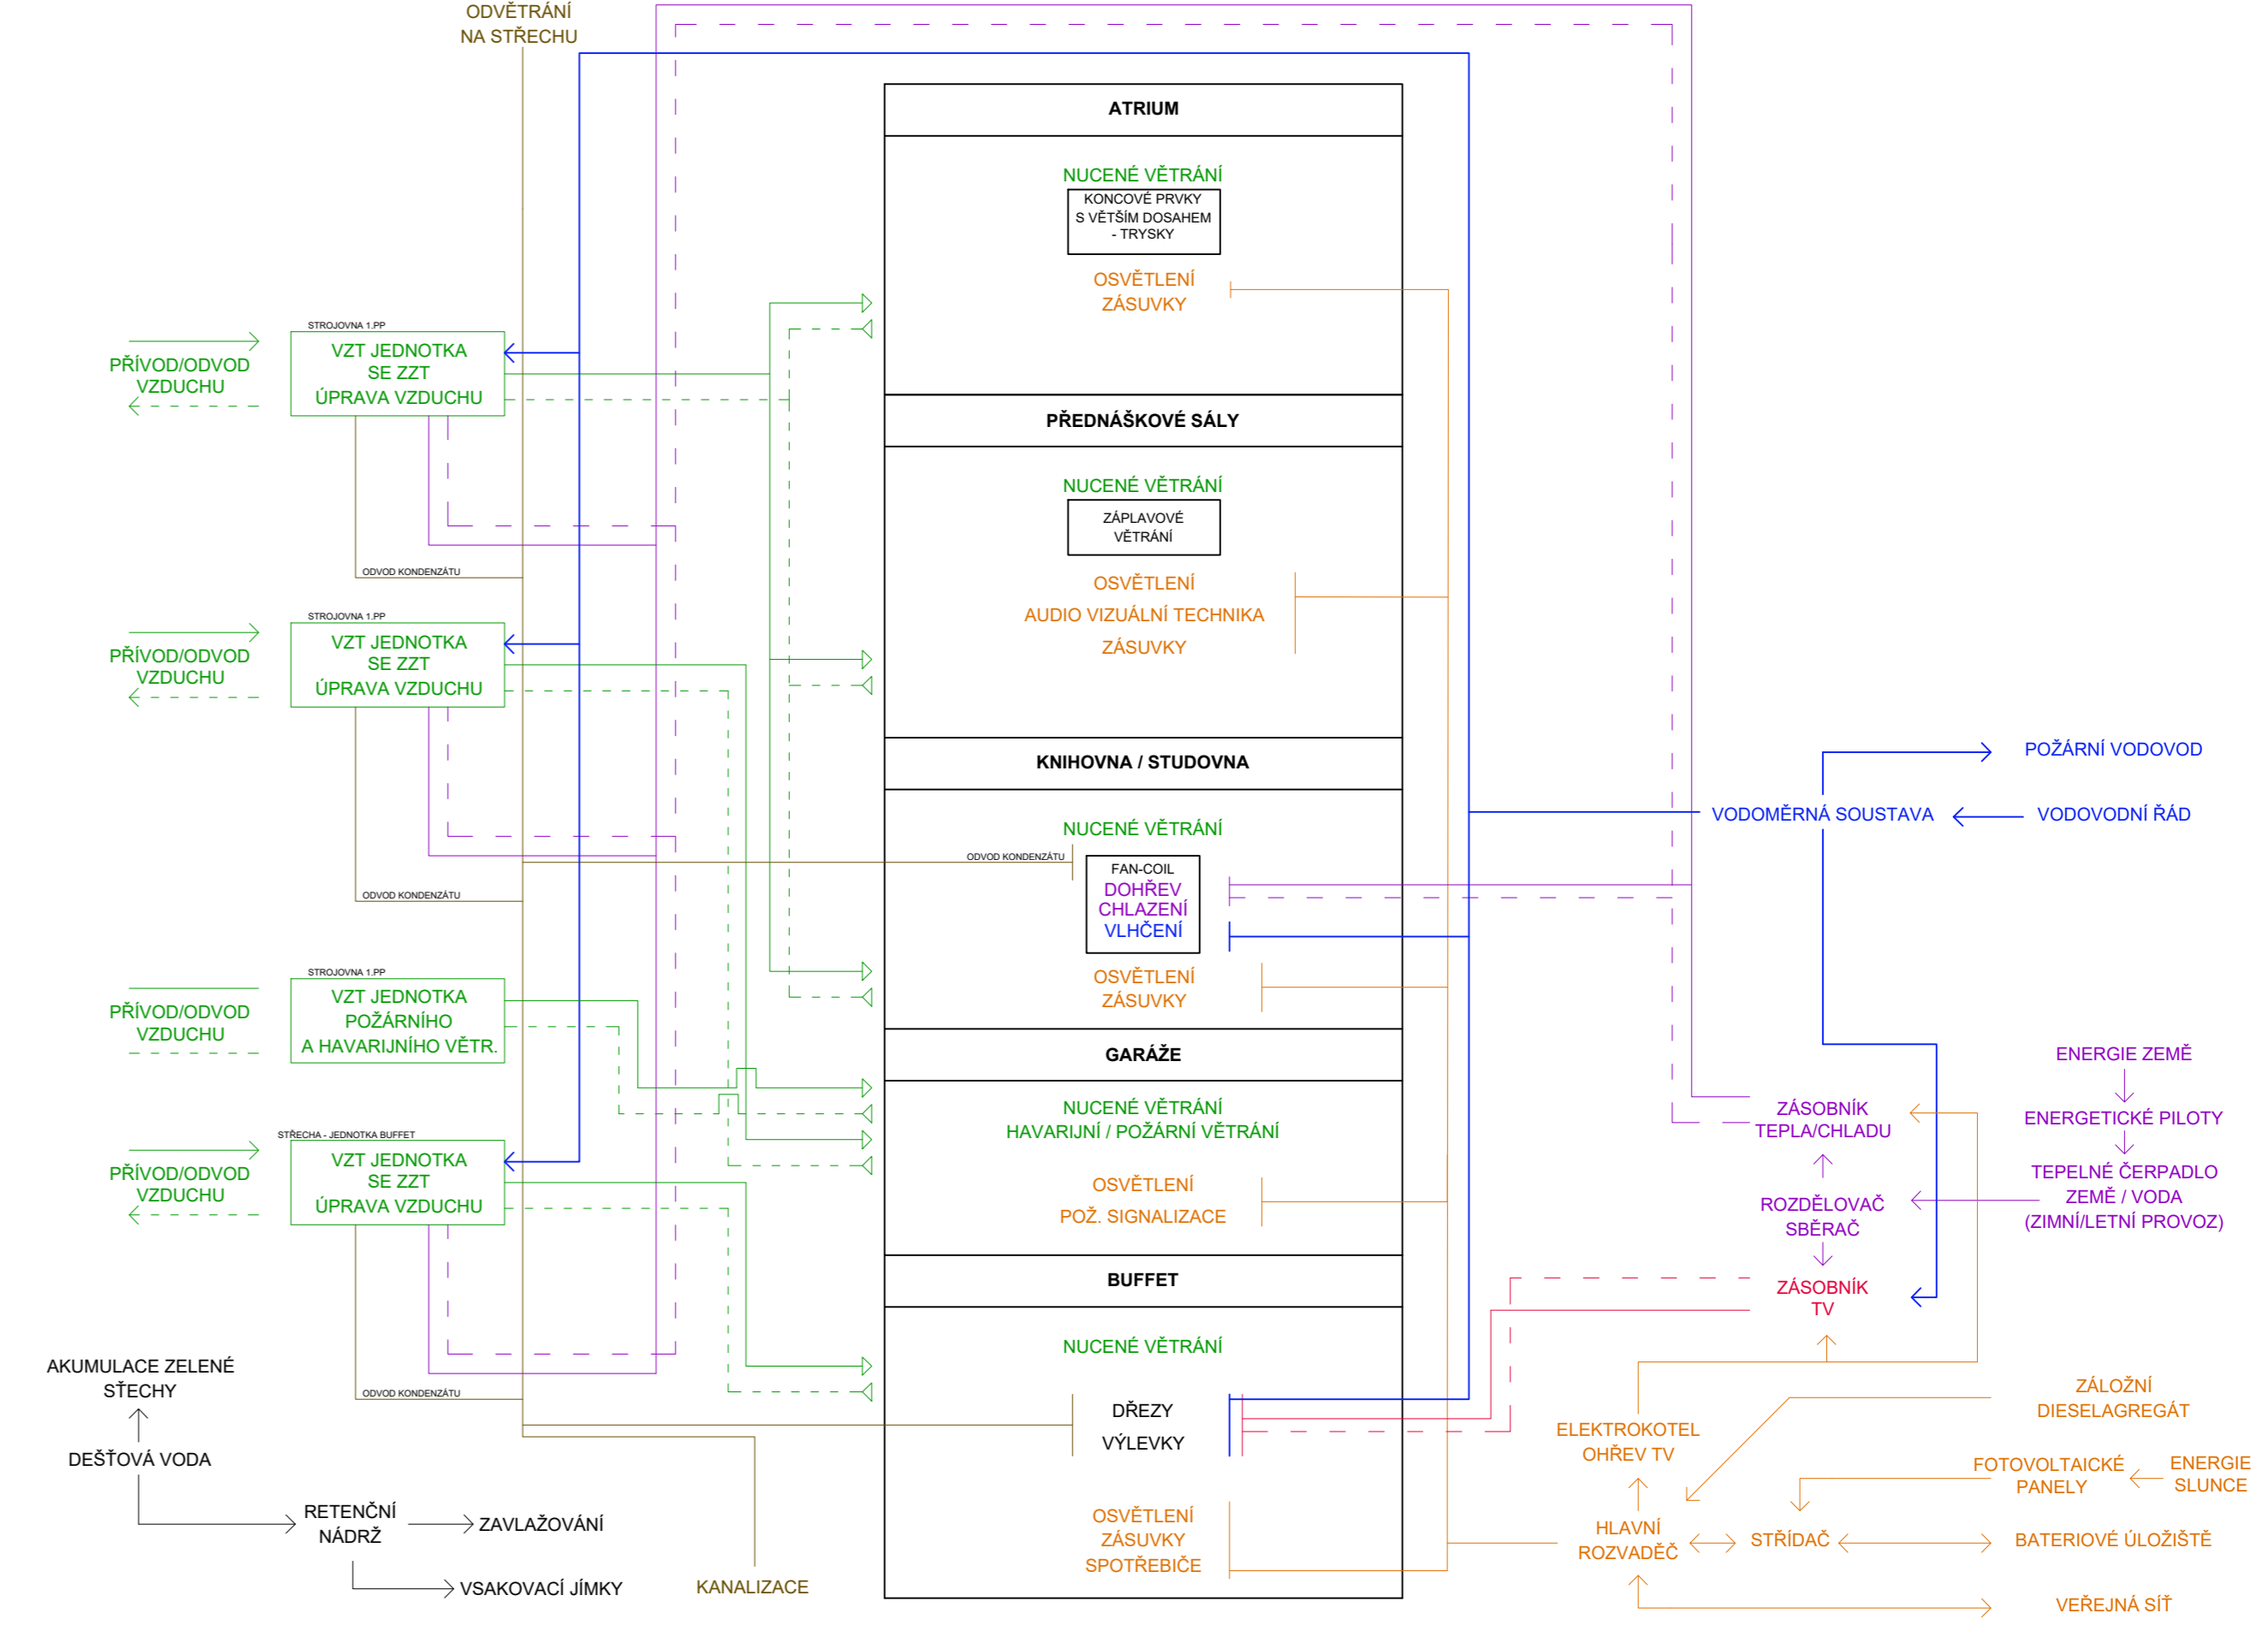 ODVĚTRÁNÍ
NA STŘECHU
ATRIUM
NUCENÉ VĚTRÁNÍ
KONCOVÉ PRVKY
S VĚTŠÍM DOSAHEM
- TRYSKY
OSVĚTLENÍ
ZÁSUVKY
STROJOVNA 1.PP
PŘÍVOD/ODVOD
VZDUCHU
VZT JEDNOTKA
SE ZZT
ÚPRAVA VZDUCHU
ODVOD KONDENZÁTU
PŘEDNÁŠKOVÉ SÁLY
NUCENÉ VĚTRÁNÍ
ZÁPLAVOVÉ
VĚTRÁNÍ
OSVĚTLENÍ
AUDIO VIZUÁLNÍ TECHNIKA
ZÁSUVKY
STROJOVNA 1.PP
PŘÍVOD/ODVOD
VZDUCHU
VZT JEDNOTKA
SE ZZT
ÚPRAVA VZDUCHU
ODVOD KONDENZÁTU
KNIHOVNA / STUDOVNA
NUCENÉ VĚTRÁNÍ
ODVOD KONDENZÁTU
FAN-COIL
DOHŘEV
CHLAZENÍ
VLHČENÍ
OSVĚTLENÍ
ZÁSUVKY
POŽÁRNÍ VODOVOD
VODOMĚRNÁ SOUSTAVA
VODOVODNÍ ŘÁD
STROJOVNA 1.PP
PŘÍVOD/ODVOD
VZDUCHU
VZT JEDNOTKA
POŽÁRNÍHO
A HAVARIJNÍHO VĚTR.
GARÁŽE
NUCENÉ VĚTRÁNÍ
HAVARIJNÍ / POŽÁRNÍ VĚTRÁNÍ
OSVĚTLENÍ
POŽ. SIGNALIZACE
STŘECHA - JEDNOTKA BUFFET
PŘÍVOD/ODVOD
VZDUCHU
VZT JEDNOTKA
SE ZZT
ÚPRAVA VZDUCHU
ODVOD KONDENZÁTU
ENERGIE ZEMĚ
ENERGETICKÉ PILOTY
TEPELNÉ ČERPADLO
ZEMĚ / VODA
(ZIMNÍ/LETNÍ PROVOZ)
ZÁSOBNÍK
TEPLA/CHLADU
ROZDĚLOVAČ
SBĚRAČ
ZÁSOBNÍK
TV
BUFFET
NUCENÉ VĚTRÁNÍ
DŘEZY
VÝLEVKY
OSVĚTLENÍ
ZÁSUVKY
SPOTŘEBIČE
AKUMULACE ZELENÉ
SŤECHY
DEŠŤOVÁ VODA
RETENČNÍ
NÁDRŽ
ZAVLAŽOVÁNÍ
VSAKOVACÍ JÍMKY
KANALIZACE
ELEKTROKOTEL
OHŘEV TV
ZÁLOŽNÍ
DIESELAGREGÁT
FOTOVOLTAICKÉ
PANELY
ENERGIE
SLUNCE
HLAVNÍ
ROZVADĚČ
STŘÍDAČ
BATERIOVÉ ÚLOŽIŠTĚ
VEŘEJNÁ SÍŤ